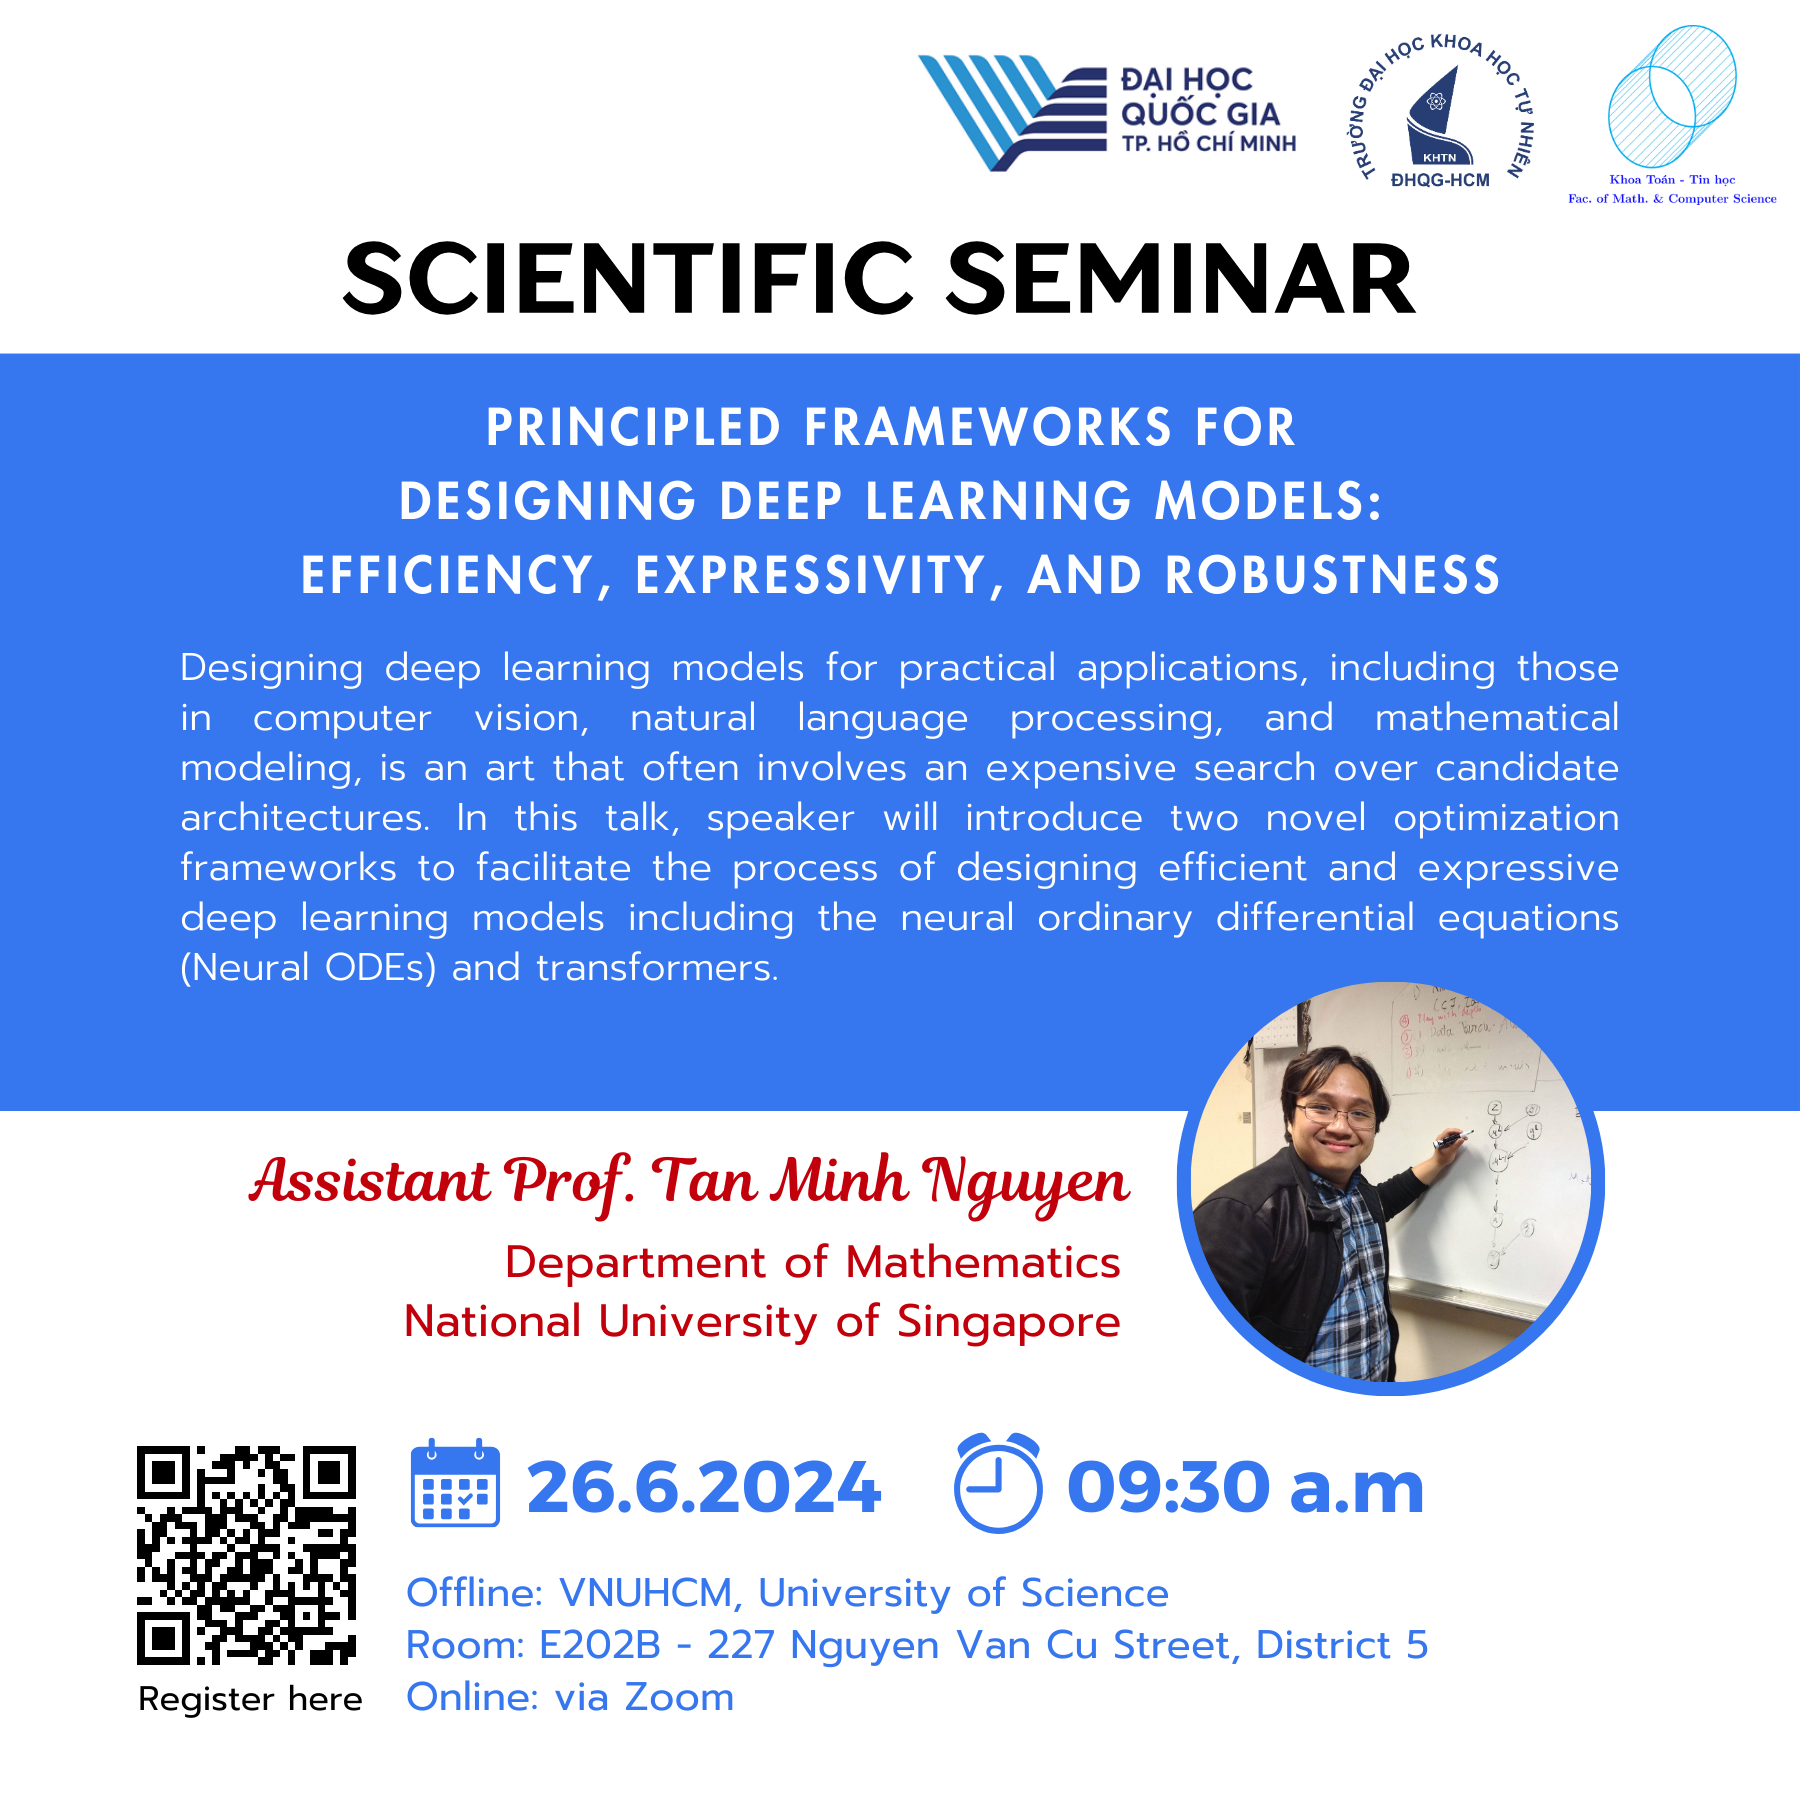 ĐẠI HỌC
QUỐC GIA
TP. HỒ CHÍ MINH
TRƯỜNG ĐẠI HỌC KHOA HỌC TỰ NHIÊN
KHTN
ĐHQG-HCM
Khoa Toán - Tin học
Fac. of Math. & Computer Science
SCIENTIFIC SEMINAR
PRINCIPLED FRAMEWORKS FOR
DESIGNING DEEP LEARNING MODELS:
EFFICIENCY, EXPRESSIVITY, AND ROBUSTNESS
Designing deep learning models for practical applications, including those
in computer vision, natural language processing, and mathematical
modeling, is an art that often involves an expensive search over candidate
architectures. In this talk, speaker will introduce two novel optimization
frameworks to facilitate the process of designing efficient and expressive
deep learning models including the neural ordinary differential equations
(Neural ODEs) and transformers.
Assistant Prof. Tan Minh Nguyen
Department of Mathematics
National University of Singapore
26.6.2024
09:30 a.m
Offline: VNUHCM, University of Science
Room: E202B - 227 Nguyen Van Cu Street, District 5
Online: via Zoom
Register here